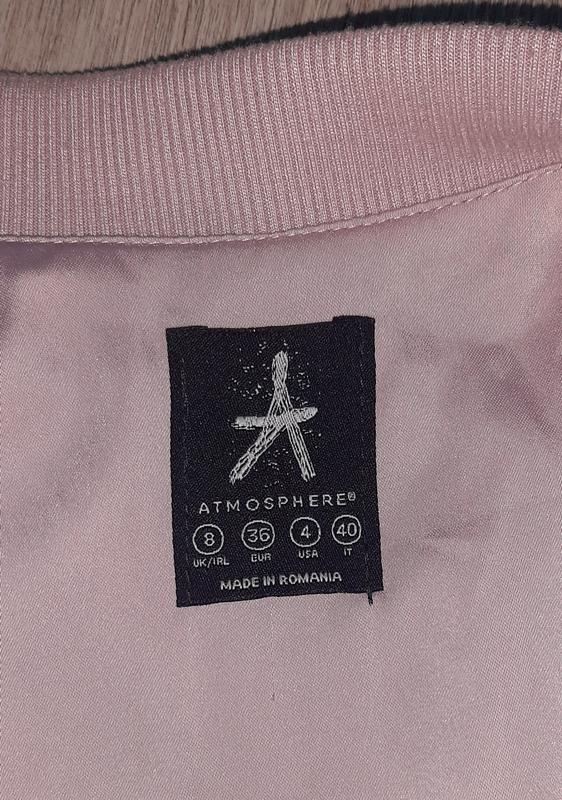 ATMOSPHERE®
8 36 4 40
UK/IRL EUR USA IT
MADE IN ROMANIA